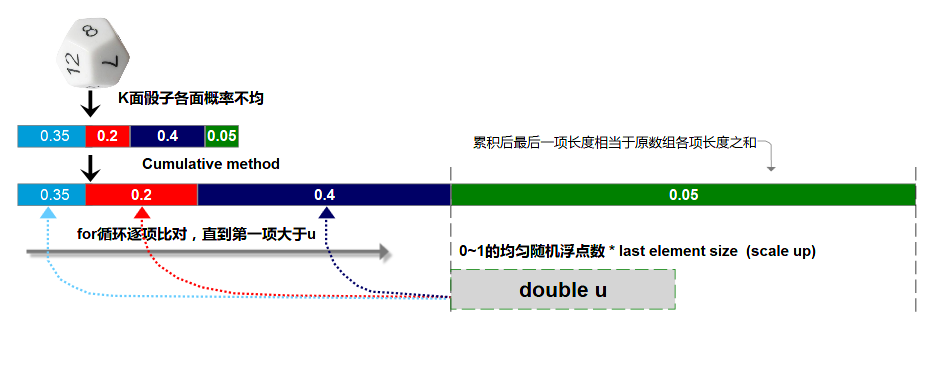 8
12
7
K面骰子各面概率不均
0.35 0.2 0.4 0.05
Cumulative method
累积后最后一项长度相当于原数组各项长度之和
0.35 0.2 0.4 0.05
for循环逐项比对，直到第一项大于u
0~1的均匀随机浮点数 * last element size (scale up)
double u